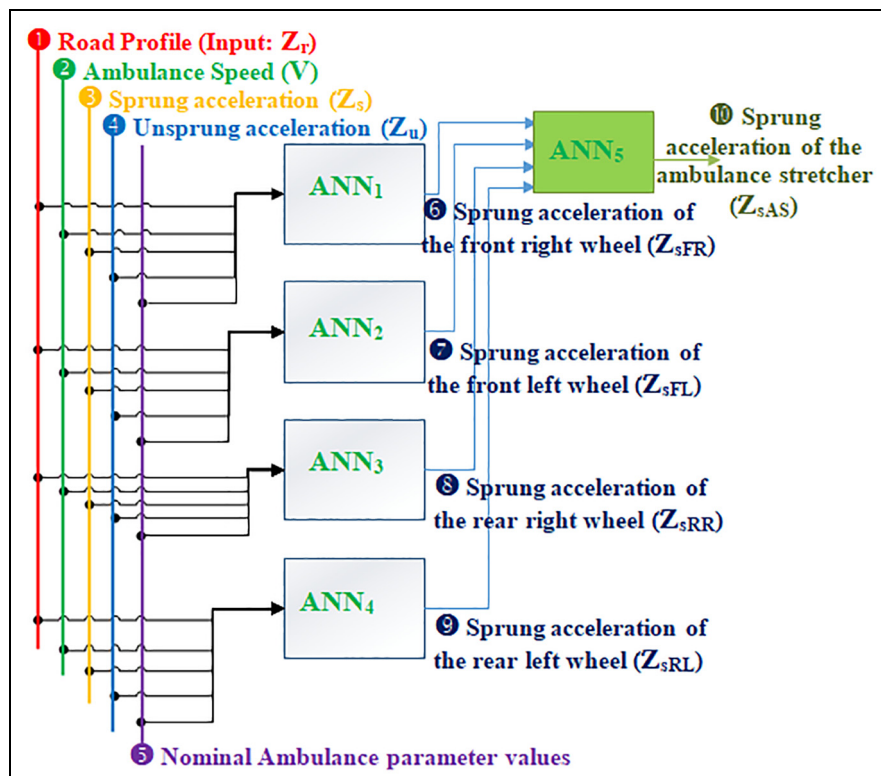 ❶ Road Profile (Input: Zr)
❷ Ambulance Speed (V)
❸ Sprung acceleration (Zs)
❹ Unsprung acceleration (Zu)
ANN1
ANN5
❿ Sprung
acceleration of the
ambulance stretcher
(ZsAS)
❻ Sprung acceleration of
the front right wheel (ZsFR)
ANN2
❼ Sprung acceleration of
the front left wheel (ZsFL)
ANN3
❽ Sprung acceleration of
the rear right wheel (ZsRR)
ANN4
❾ Sprung acceleration of
the rear left wheel (ZsRL)
❺ Nominal Ambulance parameter values